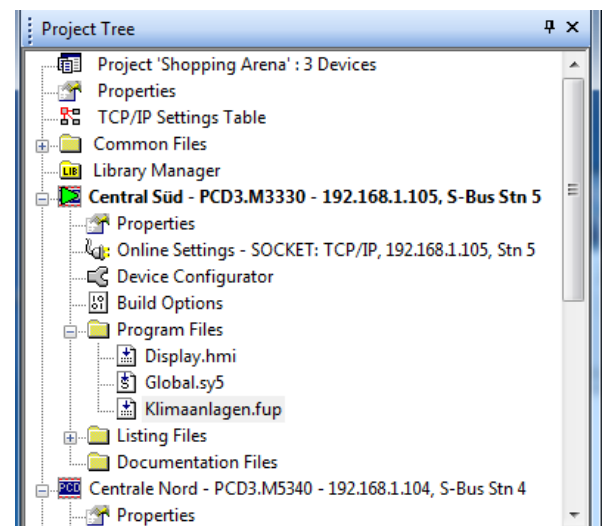 Project Tree
Project 'Shopping Arena' : 3 Devices
Properties
TCP/IP Settings Table
Common Files
LIB Library Manager
Central Süd - PCD3.M3330 - 192.168.1.105, S-Bus Stn 5
Properties
Online Settings - SOCKET: TCP/IP, 192.168.1.105, Stn 5
Device Configurator
Build Options
Program Files
Display.hmi
Global.sy5
Klimaanlagen.fup
Listing Files
Documentation Files
PCD Centrale Nord - PCD3.M5340 - 192.168.1.104, S-Bus Stn 4
Properties